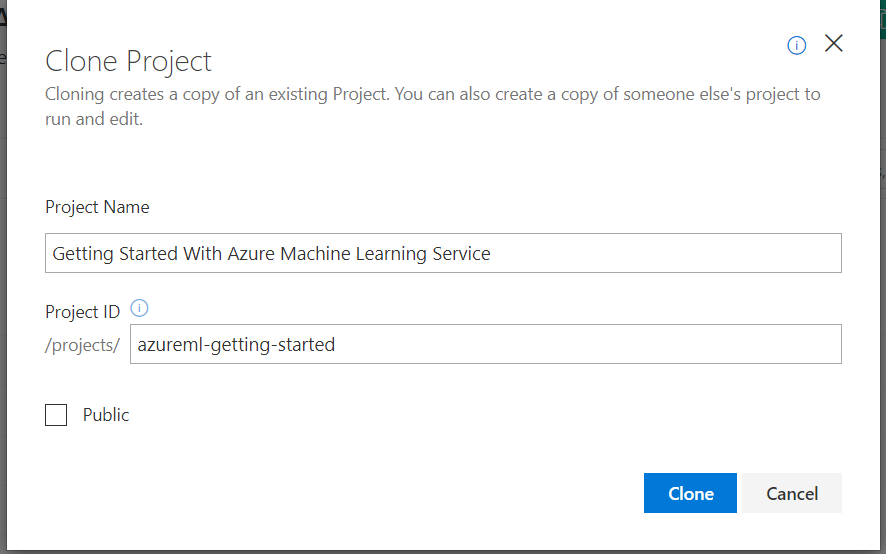 Clone Project
Cloning creates a copy of an existing Project. You can also create a copy of someone else's project to
run and edit.
Project Name
Getting Started With Azure Machine Learning Service
Project ID
/projects/ azureml-getting-started
Public
Clone Cancel